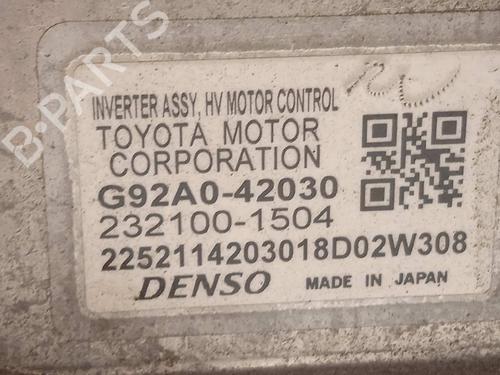 B-PARTS
INVERTER ASSY, HV MOTOR CONTROL
TOYOTA MOTOR
CORPORATION
G92A0-42030
232100-1504
2252114203018D02W308
DENSO MADE IN JAPAN